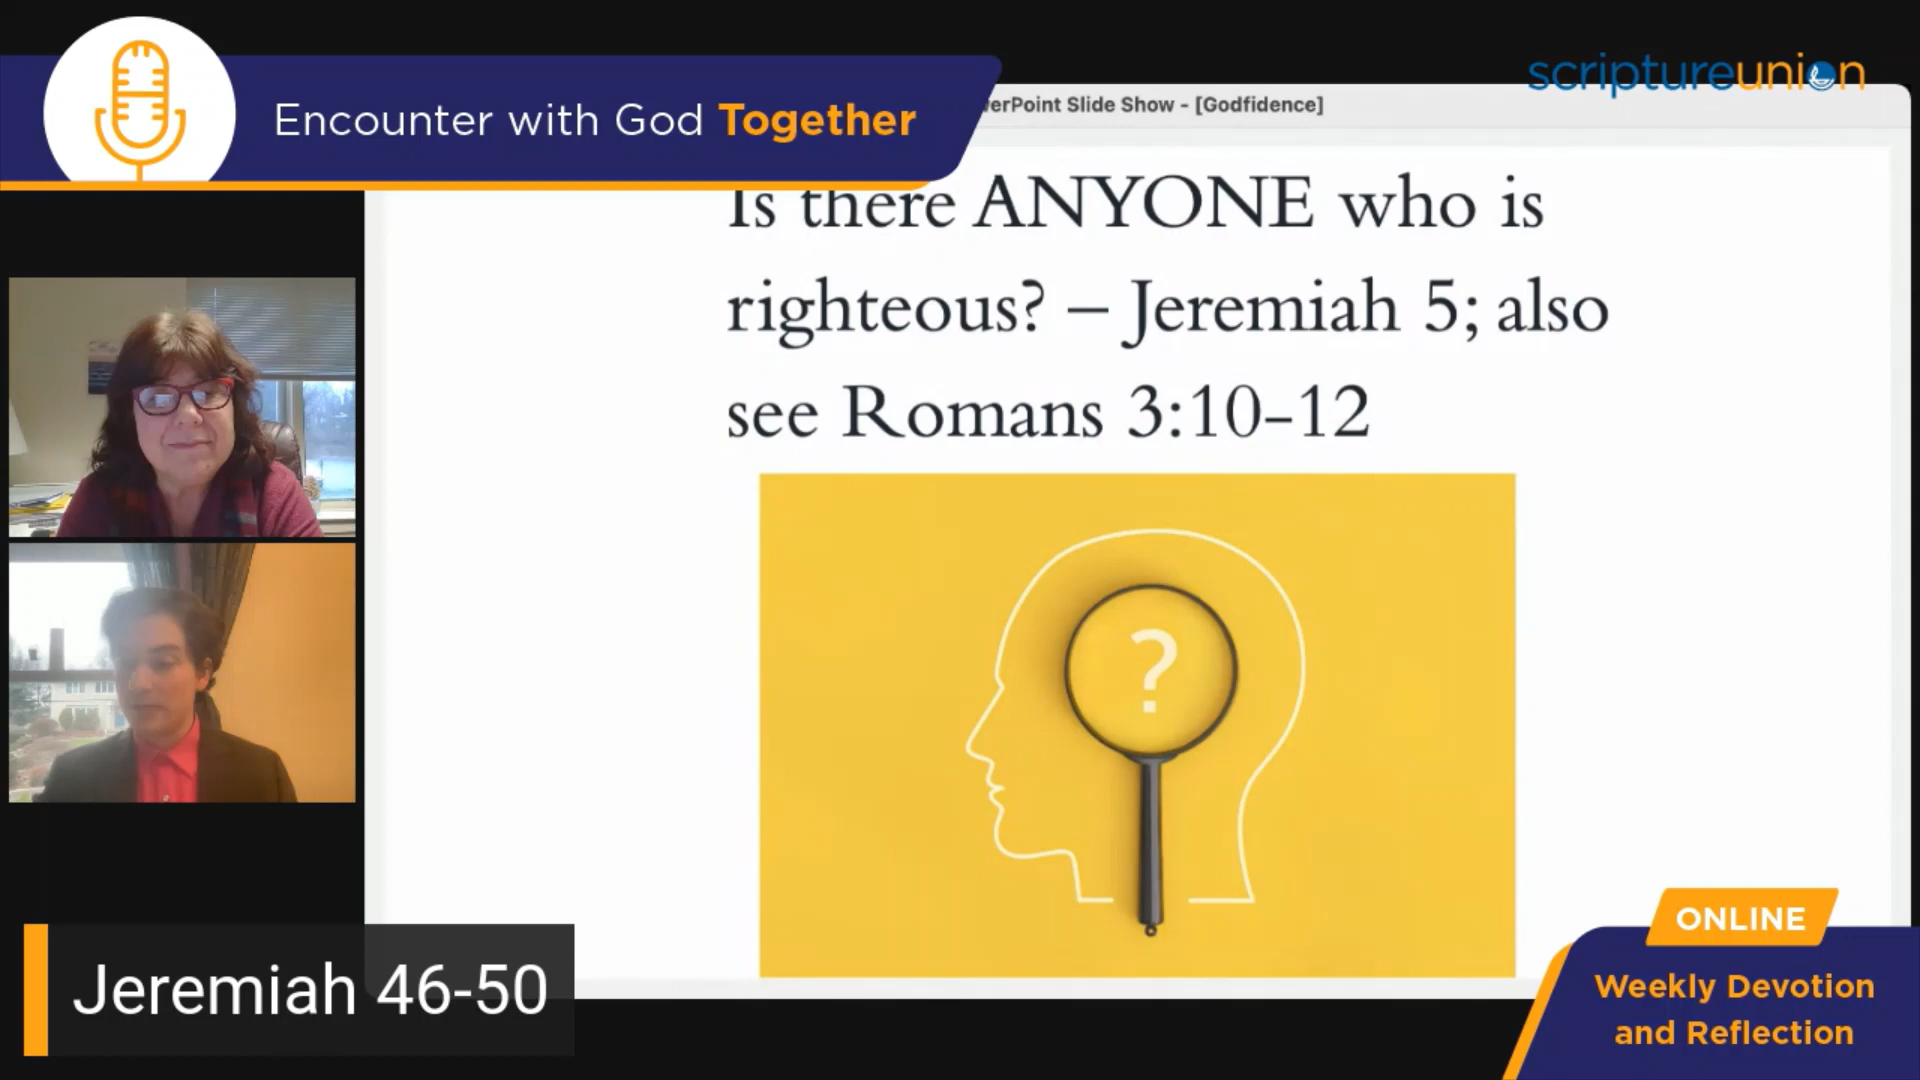 Encounter with God Together
scriptureunion
erPoint Slide Show - [Godfidence]
Is there ANYONE who is
righteous? – Jeremiah 5; also
see Romans 3:10-12
?
Jeremiah 46-50
ONLINE
Weekly Devotion
and Reflection